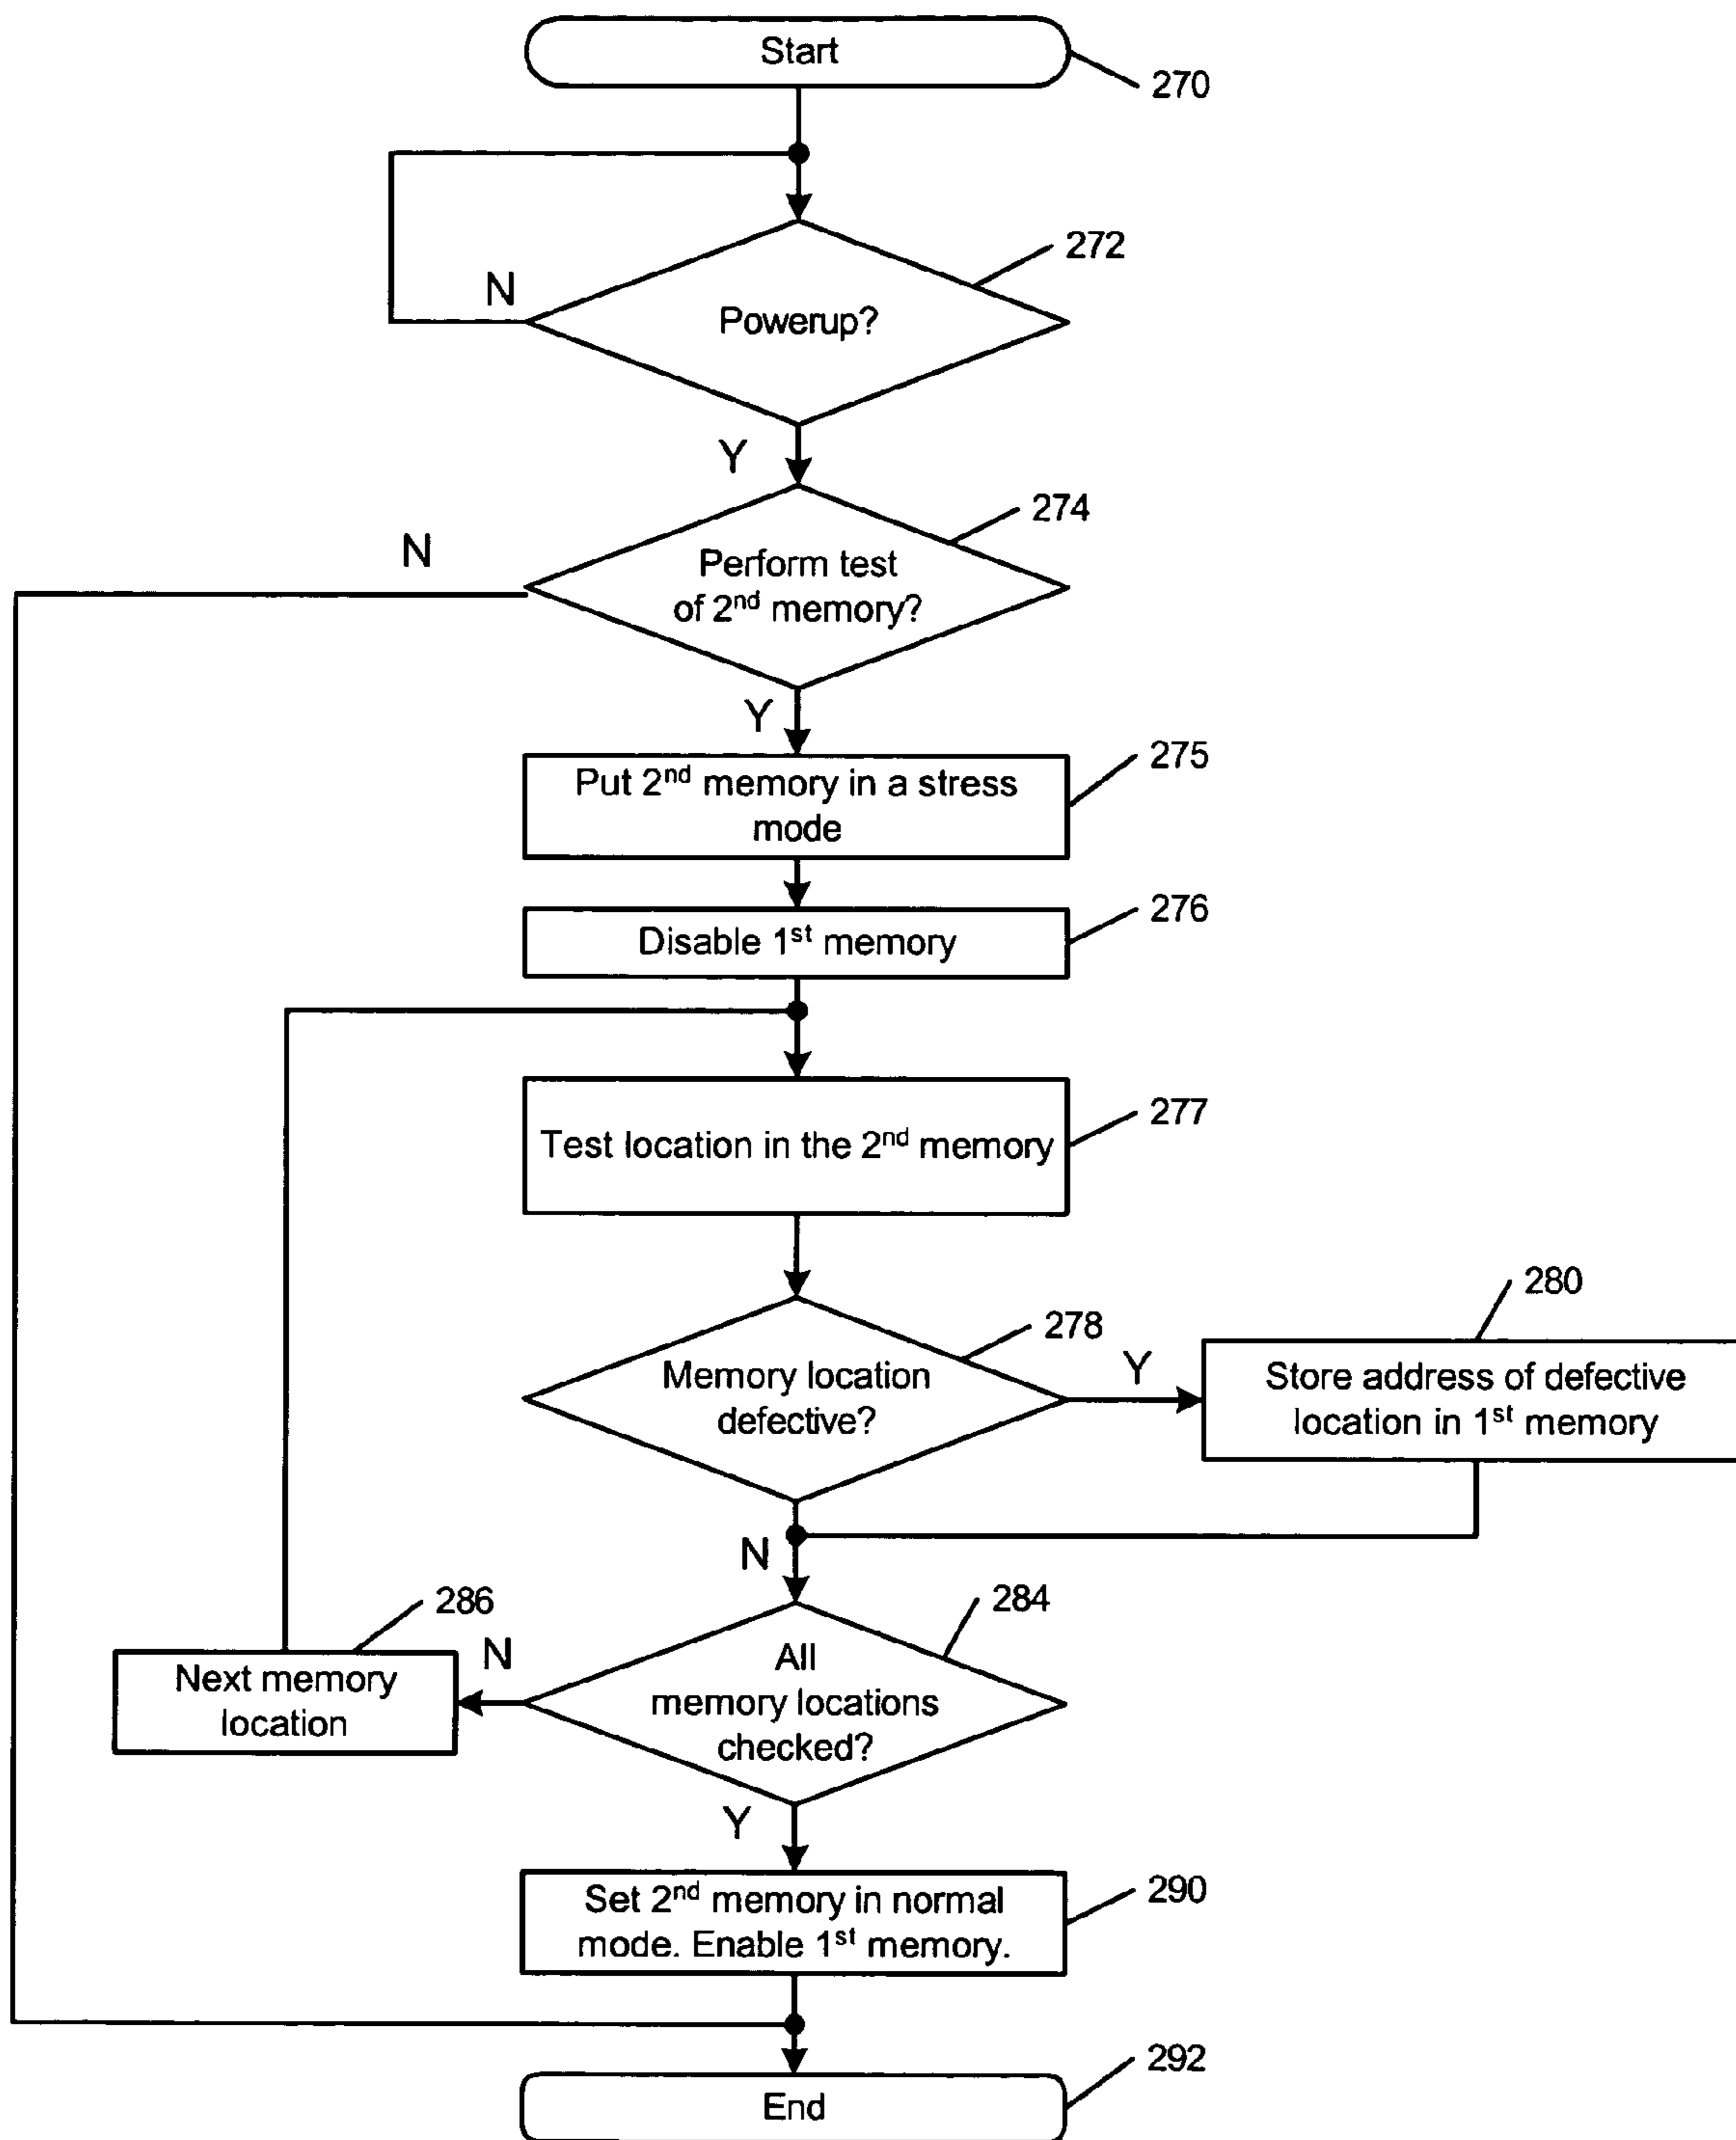 Start
270
272
N
Powerup?
Y
274
N
Perform test
of 2nd memory?
Y
275
Put 2nd memory in a stress
mode
276
Disable 1st memory
277
Test location in the 2nd memory
280
278
Memory location
defective?
Y
Store address of defective
location in 1st memory
N
286
284
N
All
memory locations
checked?
Next memory
location
Y
290
Set 2nd memory in normal
mode. Enable 1st memory.
292
End